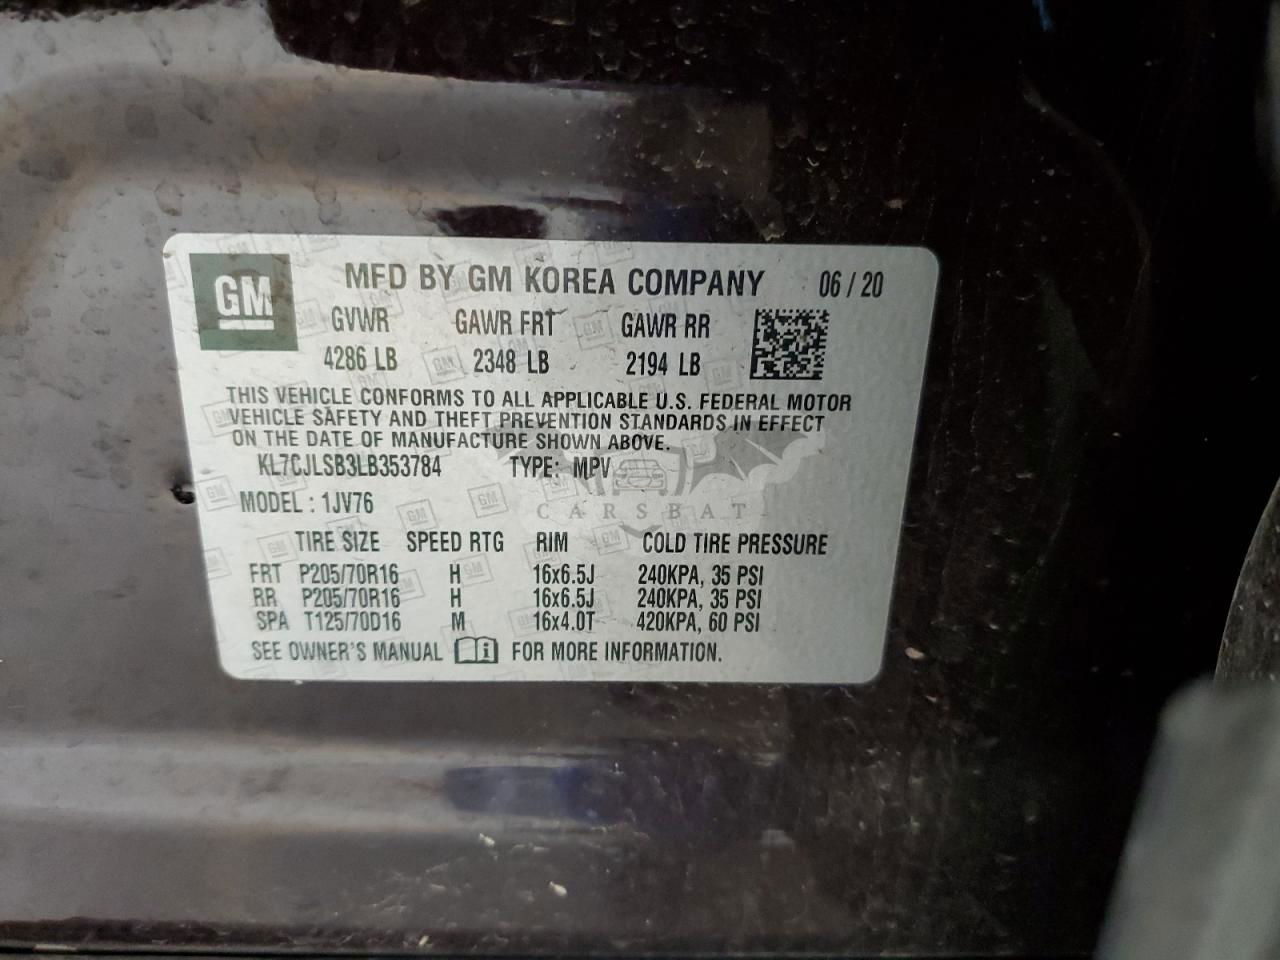 GM MFD BY GM KOREA COMPANY 06 / 20
GVWR GAWR FRT GAWR RR
4286 LB 2348 LB 2194 LB
THIS VEHICLE CONFORMS TO ALL APPLICABLE U.S. FEDERAL MOTOR
VEHICLE SAFETY AND THEFT PREVENTION STANDARDS IN EFFECT
ON THE DATE OF MANUFACTURE SHOWN ABOVE.
KL7CJLSB3LB353784 TYPE: MPV
MODEL : 1JV76
CARSBAT
TIRE SIZE SPEED RTG RIM COLD TIRE PRESSURE
FRT P205/70R16 H 16x6.5J 240KPA, 35 PSI
RR P205/70R16 H 16x6.5J 240KPA, 35 PSI
SPA T125/70D16 M 16x4.0T 420KPA, 60 PSI
SEE OWNER'S MANUAL i FOR MORE INFORMATION.